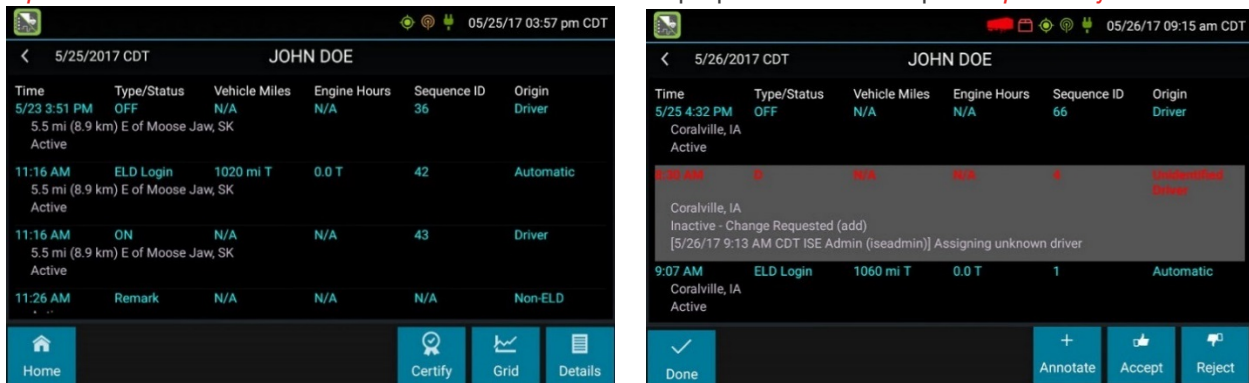 05/25/17 03:57 pm CDT
5/25/2017 CDT JOHN DOE
Time Type/Status Vehicle Miles Engine Hours Sequence ID Origin
5/23 3:51 PM OFF N/A N/A 36 Driver
5.5 mi (8.9 km) E of Moose Jaw, SK
Active
11:16 AM ELD Login 1020 mi T 0.0 T 42 Automatic
5.5 mi (8.9 km) E of Moose Jaw, SK
Active
11:16 AM ON N/A N/A 43 Driver
5.5 mi (8.9 km) E of Moose Jaw, SK
Active
11:26 AM Remark N/A N/A N/A Non-ELD
Home Certify Grid Details
05/26/17 09:15 am CDT
5/26/2017 CDT JOHN DOE
Time Type/Status Vehicle Miles Engine Hours Sequence ID Origin
5/25 4:32 PM OFF N/A N/A 66 Driver
Coralville, IA
Active
8:30 AM D N/A N/A 4 Unidentified
Driver
Coralville, IA
Inactive - Change Requested (add)
[5/26/17 9:13 AM CDT ISE Admin (iseadmin)] Assigning unknown driver
9:07 AM ELD Login 1060 mi T 0.0 T 1 Automatic
Coralville, IA
Active
Done Annotate Accept Reject